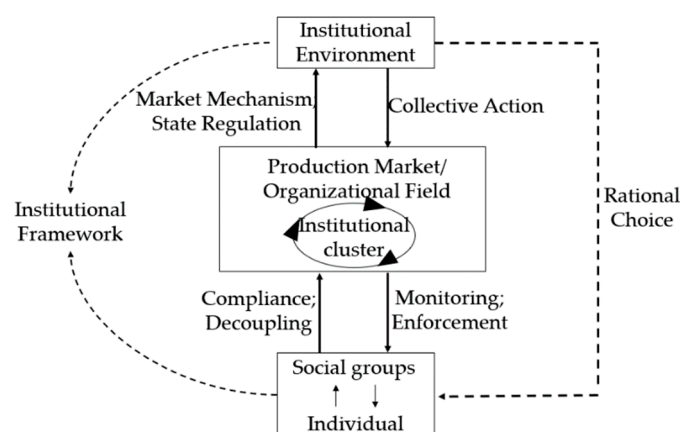 Institutional
Environment
Market Mechanism;
State Regulation
Collective Action
Production Market/
Organizational Field
Institutional
cluster
Institutional
Framework
Rational
Choice
Compliance;
Decoupling
Monitoring;
Enforcement
Social groups
Individual